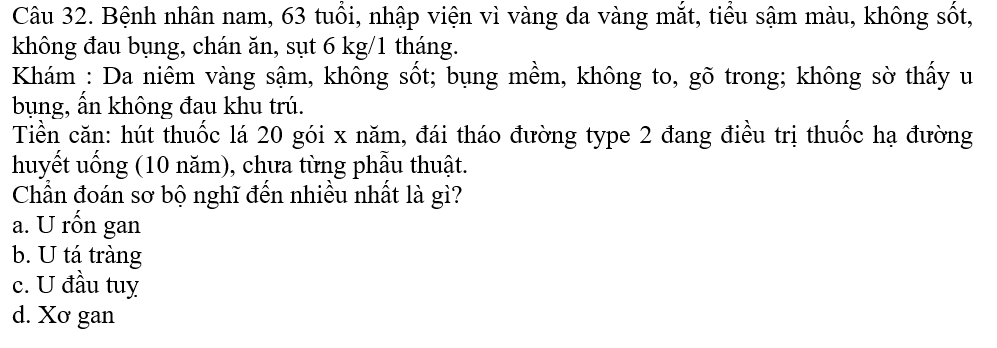 Câu 32. Bệnh nhân nam, 63 tuổi, nhập viện vì vàng da vàng mắt, tiểu sậm màu, không sốt,
không đau bụng, chán ăn, sụt 6 kg/1 tháng.
Khám : Da niêm vàng sậm, không sốt; bụng mềm, không to, gõ trong; không sờ thấy u
bụng, ấn không đau khu trú.
Tiền căn: hút thuốc lá 20 gói x năm, đái tháo đường type 2 đang điều trị thuốc hạ đường
huyết uống (10 năm), chưa từng phẫu thuật.
Chẩn đoán sơ bộ nghĩ đến nhiều nhất là gì?
a. U rốn gan
b. U tá tràng
c. U đầu tuỵ
d. Xơ gan